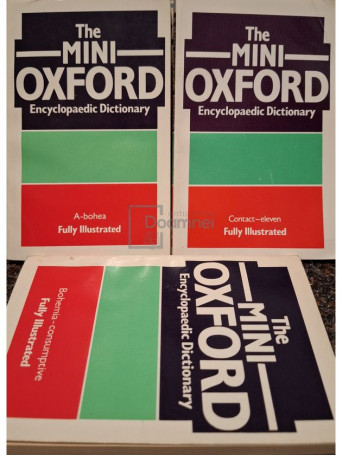 The
MINI
OXFORD
Encyclopaedic Dictionary
A-bohea
Fully Illustrated
The
MINI
OXFORD
Encyclopaedic Dictionary
Contact-eleven
Fully Illustrated
The
MINI
OXFORD
Encyclopaedic Dictionary
Bohemia-consumptive
Fully Illustrated